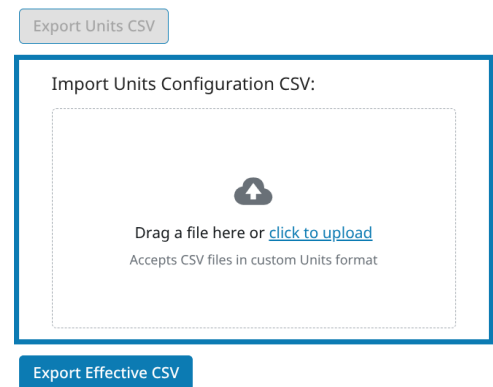 Export Units CSV
Import Units Configuration CSV:
Drag a file here or click to upload
Accepts CSV files in custom Units format
Export Effective CSV